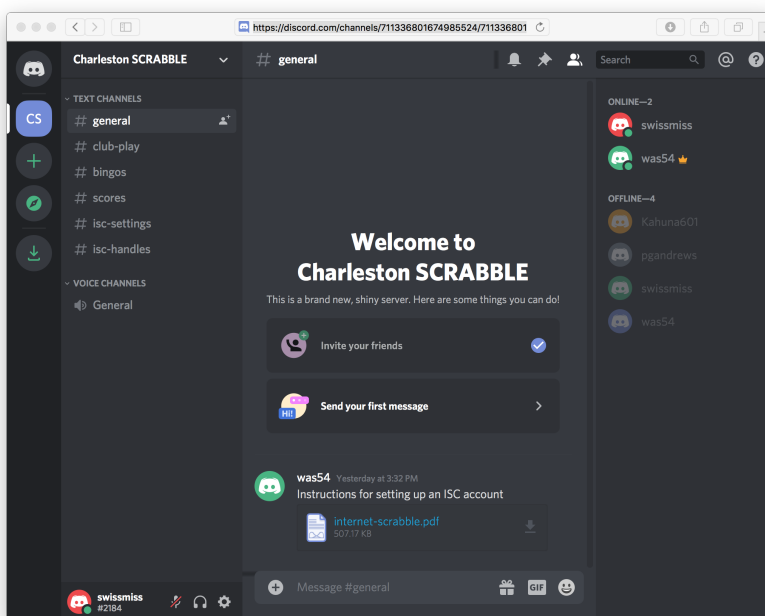 https://discord.com/channels/711336801674985524/711336801
Charleston SCRABBLE
# general
Search
@
?
CS
TEXT CHANNELS
# general
# club-play
# bingos
# scores
# isc-settings
# isc-handles
VOICE CHANNELS
General
Welcome to
Charleston SCRABBLE
This is a brand new, shiny server. Here are some things you can do!
Invite your friends
Hi!
Send your first message
was54 Yesterday at 3:32 PM
Instructions for setting up an ISC account
internet-scrabble.pdf
507.17 KB
Message #general
GIF
ONLINE—2
swissmiss
was54
OFFLINE—4
Kahuna601
pgandrews
swissmiss
was54
swissmiss
#2184